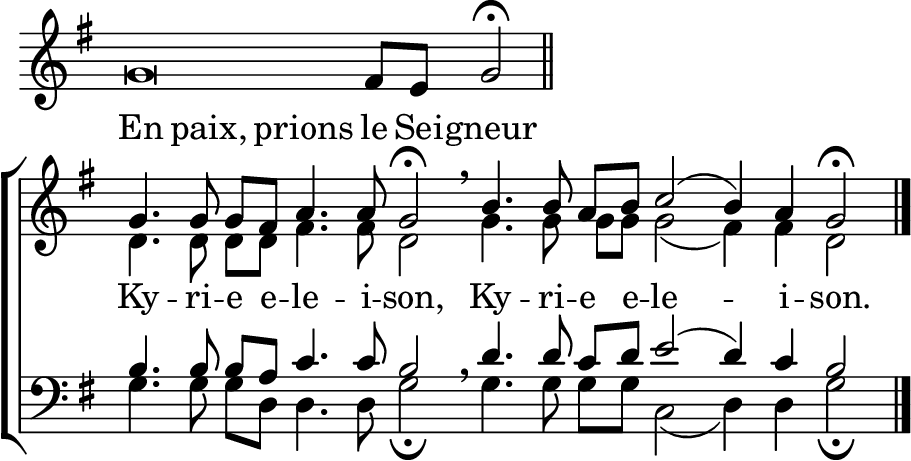 En paix, prions le Seigneur
Ky – ri – e e – le – i – son, Ky – ri – e e – le – i – son.